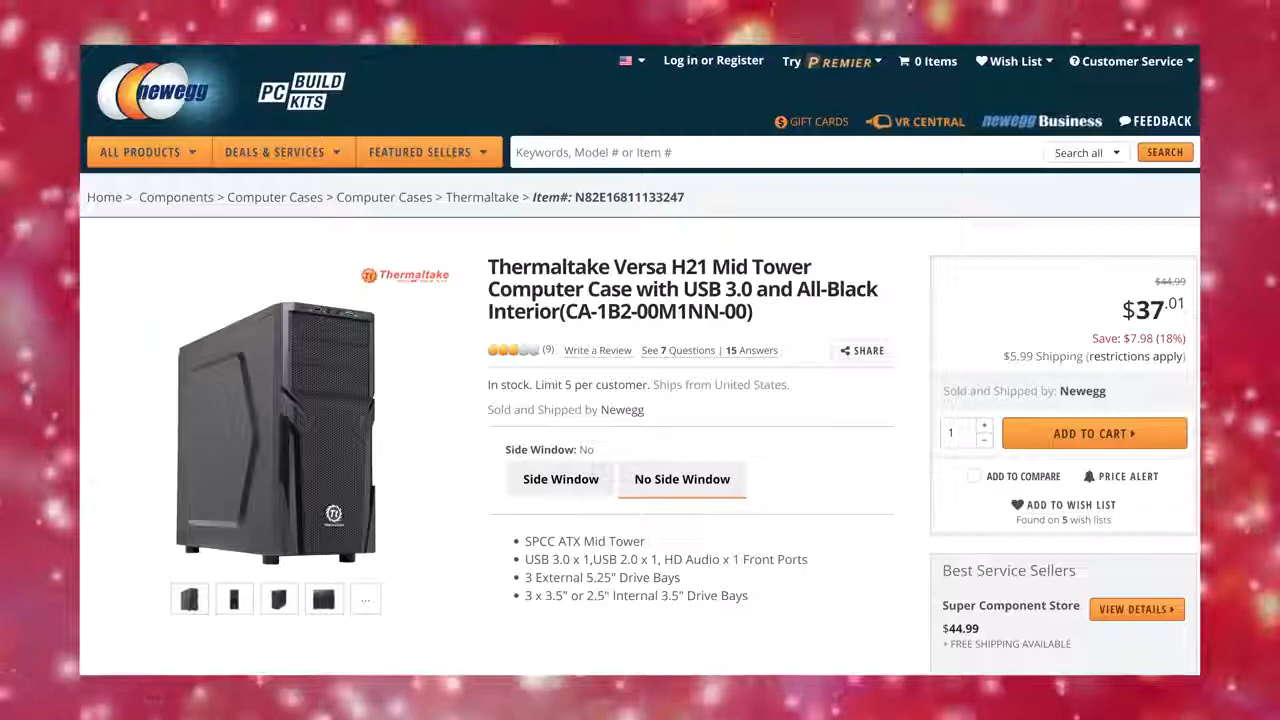 Log in or Register
Try PREMIER
0 Items
Wish List
Customer Service
newegg
PC BUILD KITS
GIFT CARDS
VR CENTRAL
newegg Business
FEEDBACK
ALL PRODUCTS
DEALS & SERVICES
FEATURED SELLERS
Keywords, Model # or Item #
Search all
SEARCH
Home > Components > Computer Cases > Computer Cases > Thermaltake > Item#: N82E16811133247
Thermaltake
Thermaltake Versa H21 Mid Tower
Computer Case with USB 3.0 and All-Black
Interior(CA-1B2-00M1NN-00)
(9) Write a Review See 7 Questions | 15 Answers
SHARE
In stock. Limit 5 per customer. Ships from United States.
Sold and Shipped by Newegg
Side Window: No
Side Window
No Side Window
• SPCC ATX Mid Tower
• USB 3.0 x 1,USB 2.0 x 1, HD Audio x 1 Front Ports
• 3 External 5.25" Drive Bays
• 3 x 3.5" or 2.5" Internal 3.5" Drive Bays
...
$44.99
$37.01
Save: $7.98 (18%)
$5.99 Shipping (restrictions apply)
Sold and Shipped by: Newegg
1
+
−
ADD TO CART
ADD TO COMPARE
PRICE ALERT
ADD TO WISH LIST
Found on 5 wish lists
Best Service Sellers
Super Component Store
VIEW DETAILS
$44.99
+ FREE SHIPPING AVAILABLE